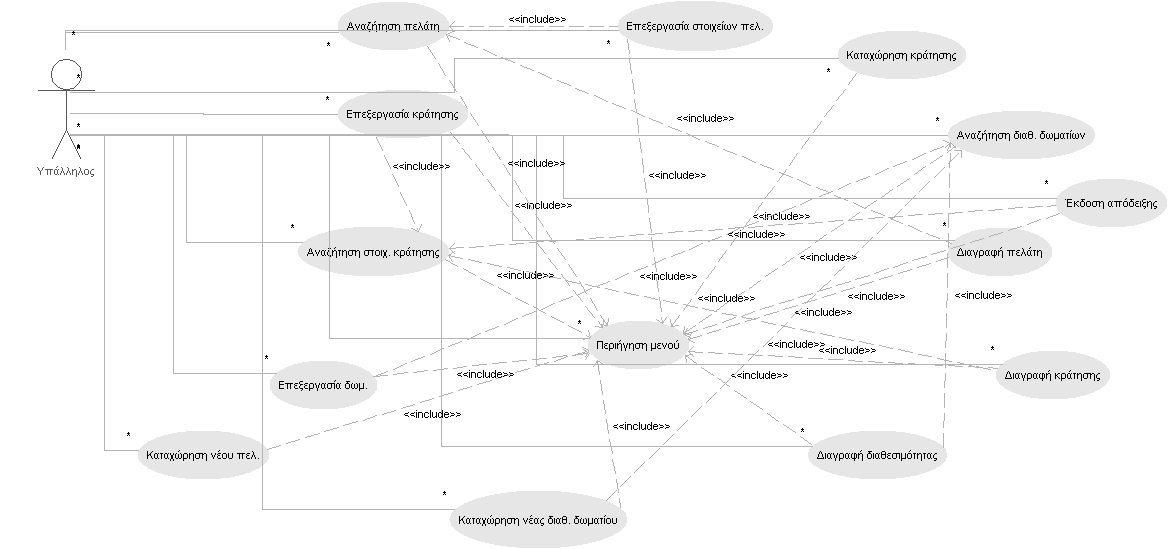 <<include>>
Αναζήτηση πελάτη
Επεξεργασία στοιχείων πελ.
*
*
*
Καταχώρηση κράτησης
*
*
*
Επεξεργασία κράτησης
<<include>>
*
*
Αναζήτηση διαθ. δωματίων
*
Υπάλληλος
<<include>>
<<include>>
<<include>>
*
Έκδοση απόδειξης
<<include>>
<<include>>
*
*
<<include>>
Αναζήτηση στοιχ. κράτησης
Διαγραφή πελάτη
<<include>>
<<include>>
<<include>>
<<include>>
<<include>>
<<include>>
*
Περιήγηση μενού
<<include>>
<<include>>
*
*
Επεξεργασία δωμ.
<<include>>
<<include>>
Διαγραφή κράτησης
<<include>>
<<include>>
*
*
Καταχώρηση νέου πελ.
Διαγραφή διαθεσιμότητας
*
Καταχώρηση νέας διαθ. δωματίου